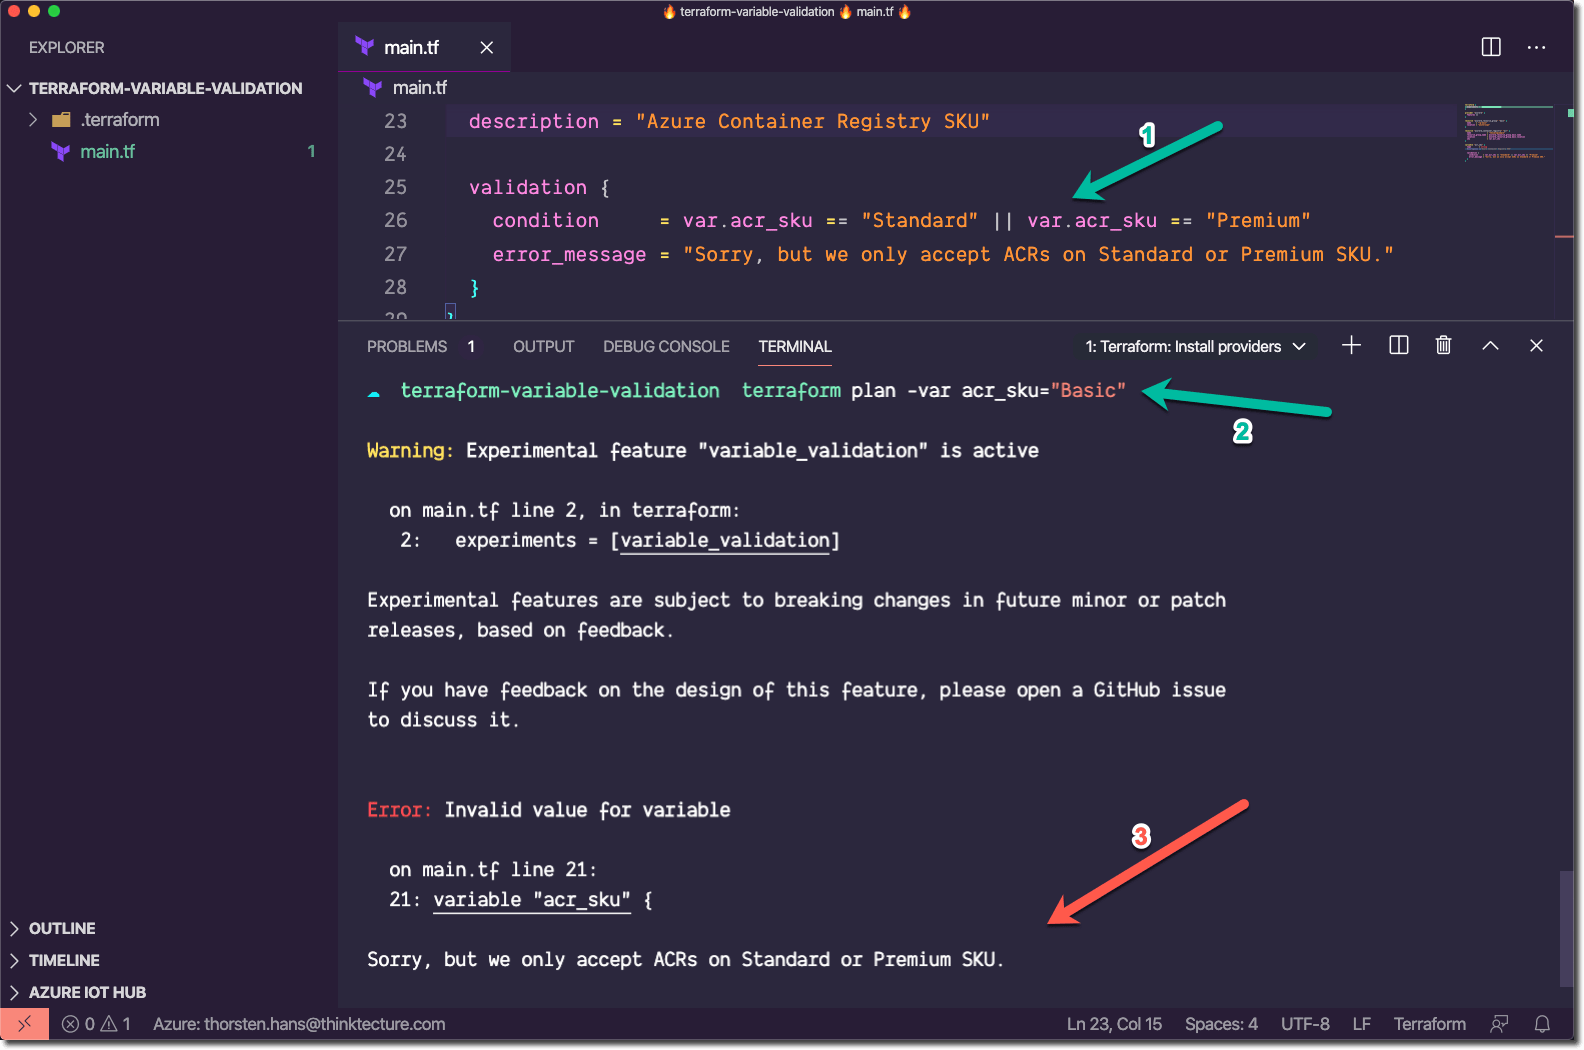 🔥 terraform-variable-validation 🔥 main.tf 🔥
EXPLORER
TERRAFORM-VARIABLE-VALIDATION
.terraform
main.tf 1
main.tf
main.tf
23 description = "Azure Container Registry SKU"
24
25 validation {
26 condition = var.acr_sku == "Standard" || var.acr_sku == "Premium"
27 error_message = "Sorry, but we only accept ACRs on Standard or Premium SKU."
28 }
29 }
1
PROBLEMS 1 OUTPUT DEBUG CONSOLE TERMINAL 1: Terraform: Install providers
terraform-variable-validation terraform plan -var acr_sku="Basic"
2
Warning: Experimental feature "variable_validation" is active
on main.tf line 2, in terraform:
2: experiments = [variable_validation]
Experimental features are subject to breaking changes in future minor or patch
releases, based on feedback.
If you have feedback on the design of this feature, please open a GitHub issue
to discuss it.
Error: Invalid value for variable
3
on main.tf line 21:
21: variable "acr_sku" {
Sorry, but we only accept ACRs on Standard or Premium SKU.
OUTLINE
TIMELINE
AZURE IOT HUB
0 1 Azure: thorsten.hans@thinktecture.com Ln 23, Col 15 Spaces: 4 UTF-8 LF Terraform